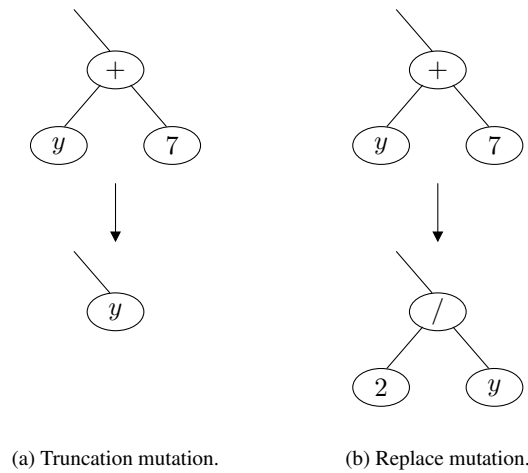 + +
y 7 y 7
y /
2 y
(a) Truncation mutation. (b) Replace mutation.